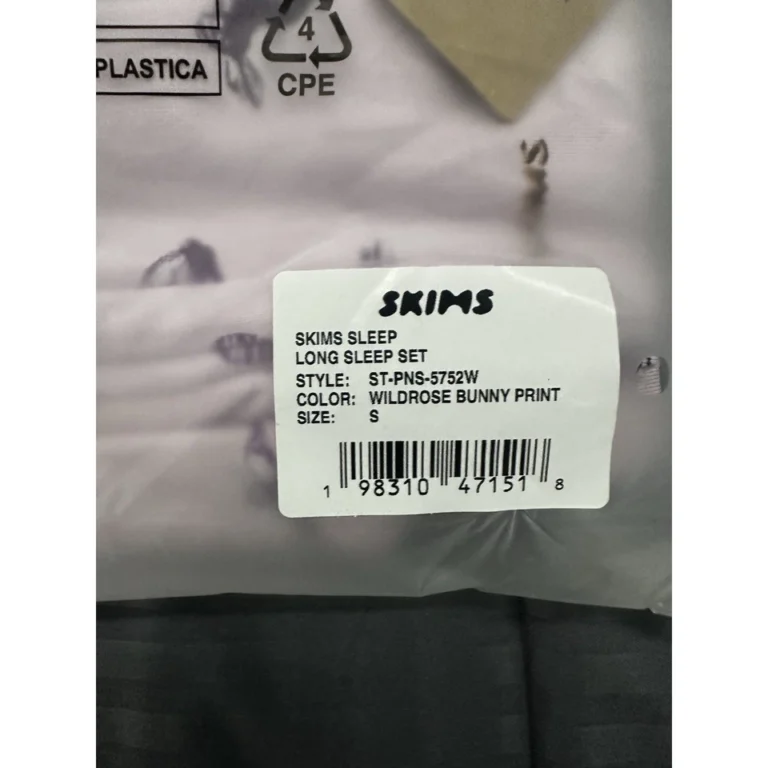 PLASTICA
4
CPE
SKIMS
SKIMS SLEEP
LONG SLEEP SET
STYLE: ST-PNS-5752W
COLOR: WILDROSE BUNNY PRINT
SIZE: S
1 98310 47151 8